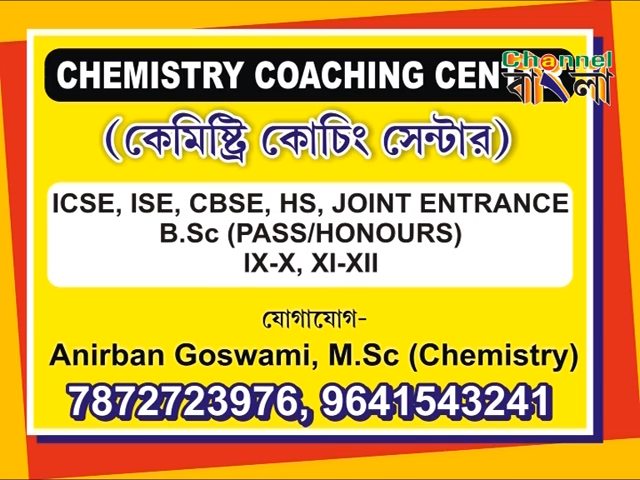 Channel
বাংলা
CHEMISTRY COACHING CEN
(কেমিষ্ট্রি কোচিং সেন্টার)
ICSE, ISE, CBSE, HS, JOINT ENTRANCE
B.Sc (PASS/HONOURS)
IX-X, XI-XII
যোগাযোগ-
Anirban Goswami, M.Sc (Chemistry)
7872723976, 9641543241